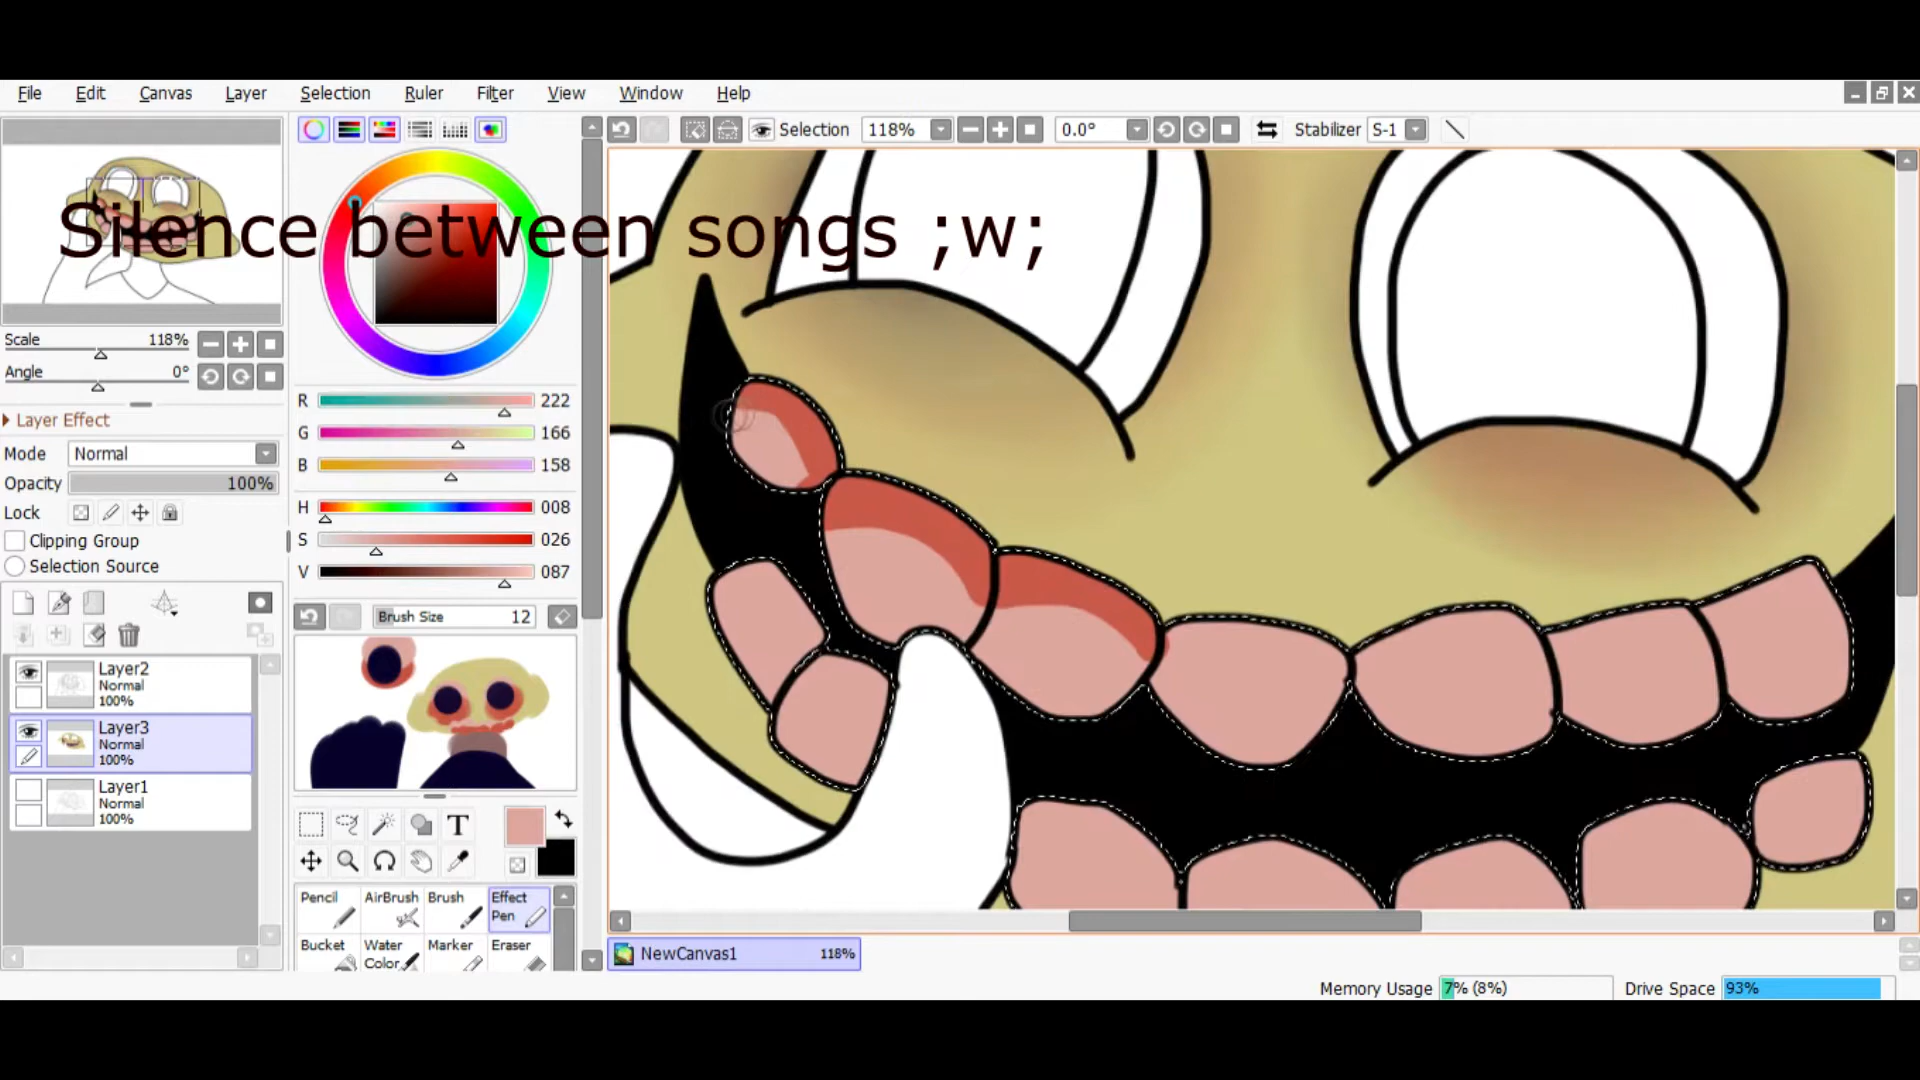 File Edit Canvas Layer Selection Ruler Filter View Window Help
Selection 118% 0.0° Stabilizer S-1
Silence between songs ;w;
Scale 118%
Angle 0°
Layer Effect
Mode Normal
Opacity 100%
Lock
Clipping Group
Selection Source
Layer2
Normal
100%
Layer3
Normal
100%
Layer1
Normal
100%
R 222
G 166
B 158
H 008
S 026
V 087
Brush Size 12
T
Pencil AirBrush Brush Effect Pen
Bucket Water Color Marker Eraser
NewCanvas1 118%
Memory Usage 7% (8%) Drive Space 93%